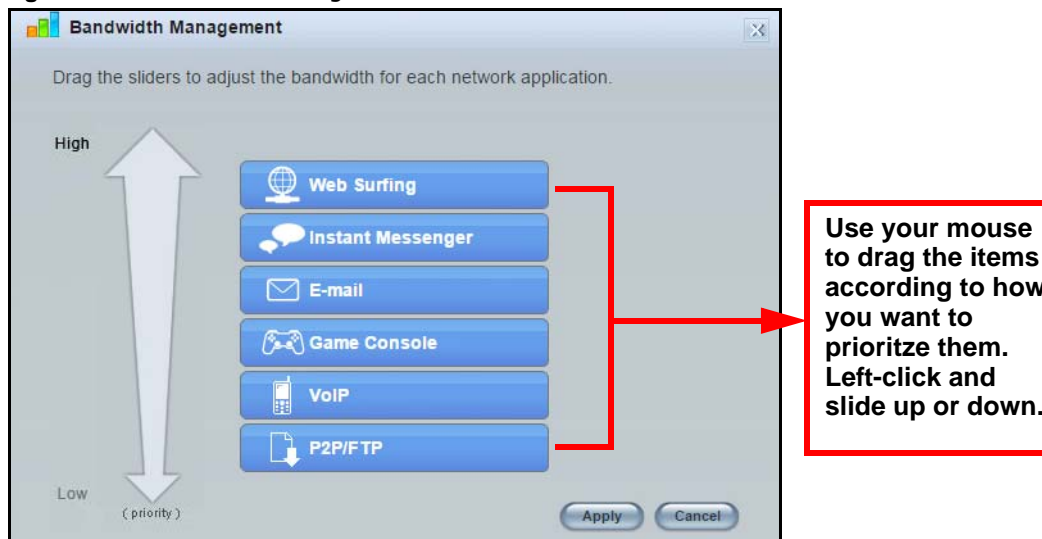 Bandwidth Management
Drag the sliders to adjust the bandwidth for each network application.
High
Web Surfing
Instant Messenger
E-mail
Game Console
VoIP
P2P/FTP
Low
( priority )
Apply
Cancel
Use your mouse
to drag the items
according to how
you want to
prioritze them.
Left-click and
slide up or down.